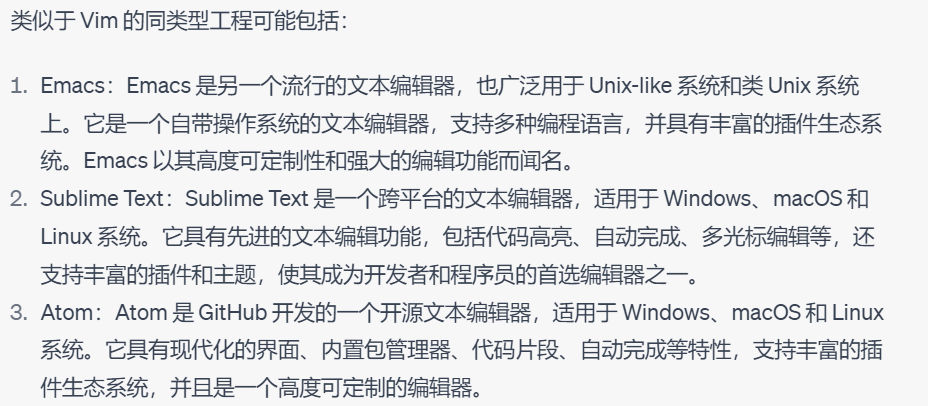 类似于 Vim 的同类型工程可能包括：
1. Emacs：Emacs 是另一个流行的文本编辑器，也广泛用于 Unix-like 系统和类 Unix 系统
上。它是一个自带操作系统的文本编辑器，支持多种编程语言，并具有丰富的插件生态系
统。Emacs 以其高度可定制性和强大的编辑功能而闻名。
2. Sublime Text：Sublime Text 是一个跨平台的文本编辑器，适用于 Windows、macOS 和
Linux 系统。它具有先进的文本编辑功能，包括代码高亮、自动完成、多光标编辑等，还
支持丰富的插件和主题，使其成为开发者和程序员的首选编辑器之一。
3. Atom：Atom 是 GitHub 开发的一个开源文本编辑器，适用于 Windows、macOS 和 Linux
系统。它具有现代化的界面、内置包管理器、代码片段、自动完成等特性，支持丰富的插
件生态系统，并且是一个高度可定制的编辑器。